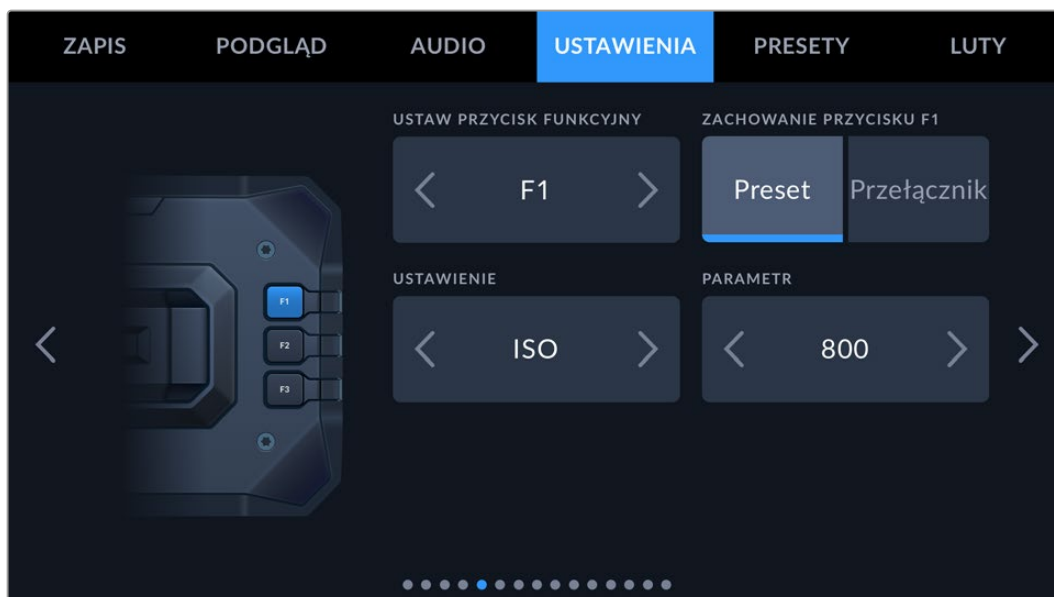 ZAPIS PODGLĄD AUDIO USTAWIENIA PRESETY LUTY
USTAW PRZYCISK FUNKCYJNY ZACHOWANIE PRZYCISKU F1
F1 Preset Przełącznik
USTAWIENIE PARAMETR
ISO 800
F1
F2
F3